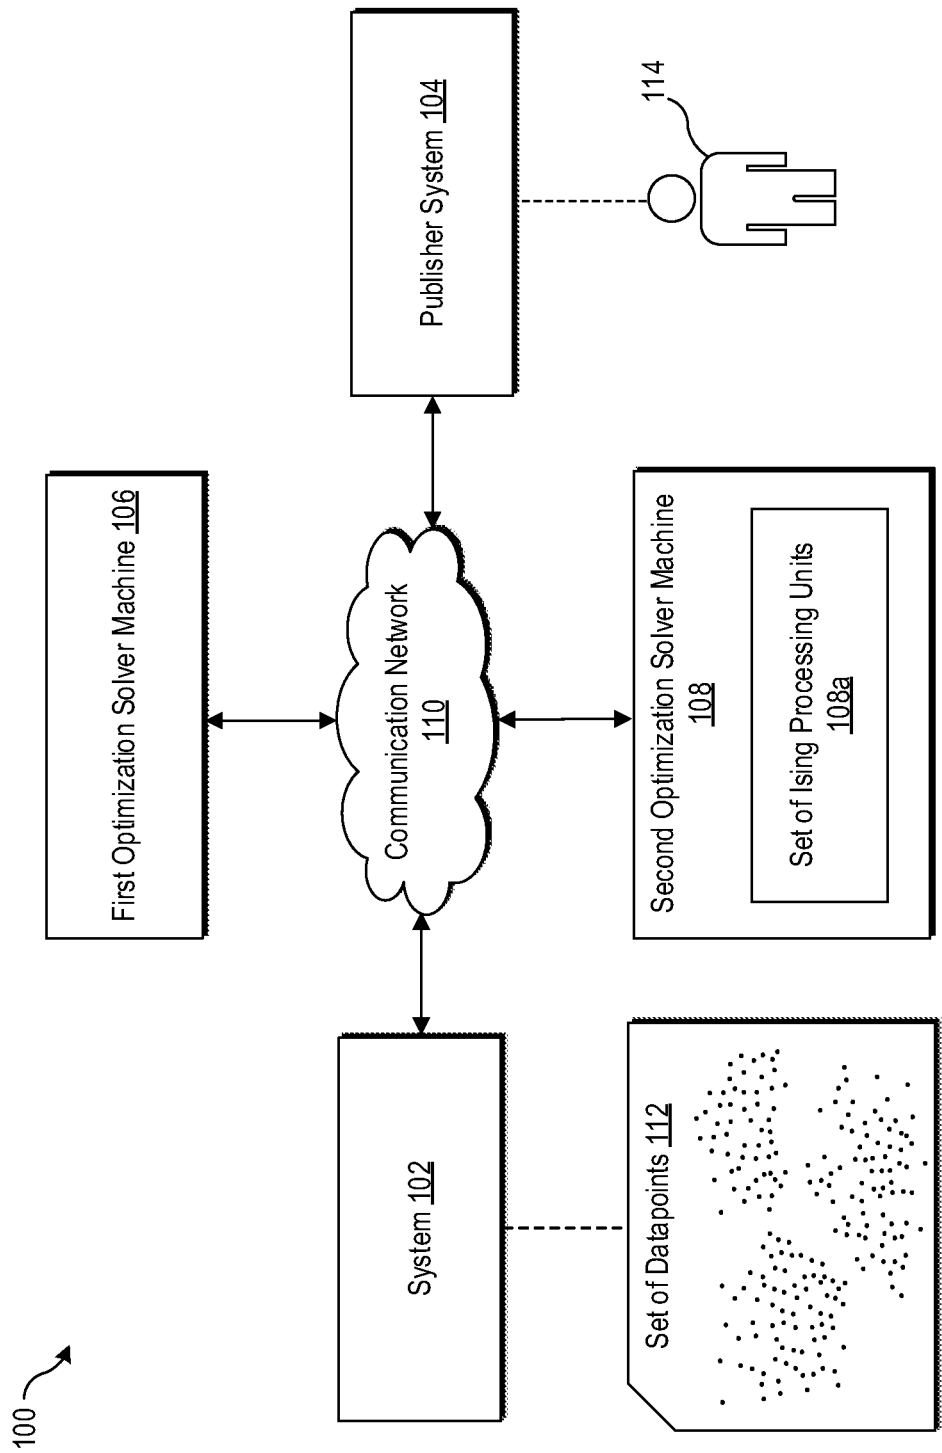 100
First Optimization Solver Machine 106
System 102
Communication Network
110
Publisher System 104
Set of Datapoints 112
Second Optimization Solver Machine
108
Set of Ising Processing Units
108a
114